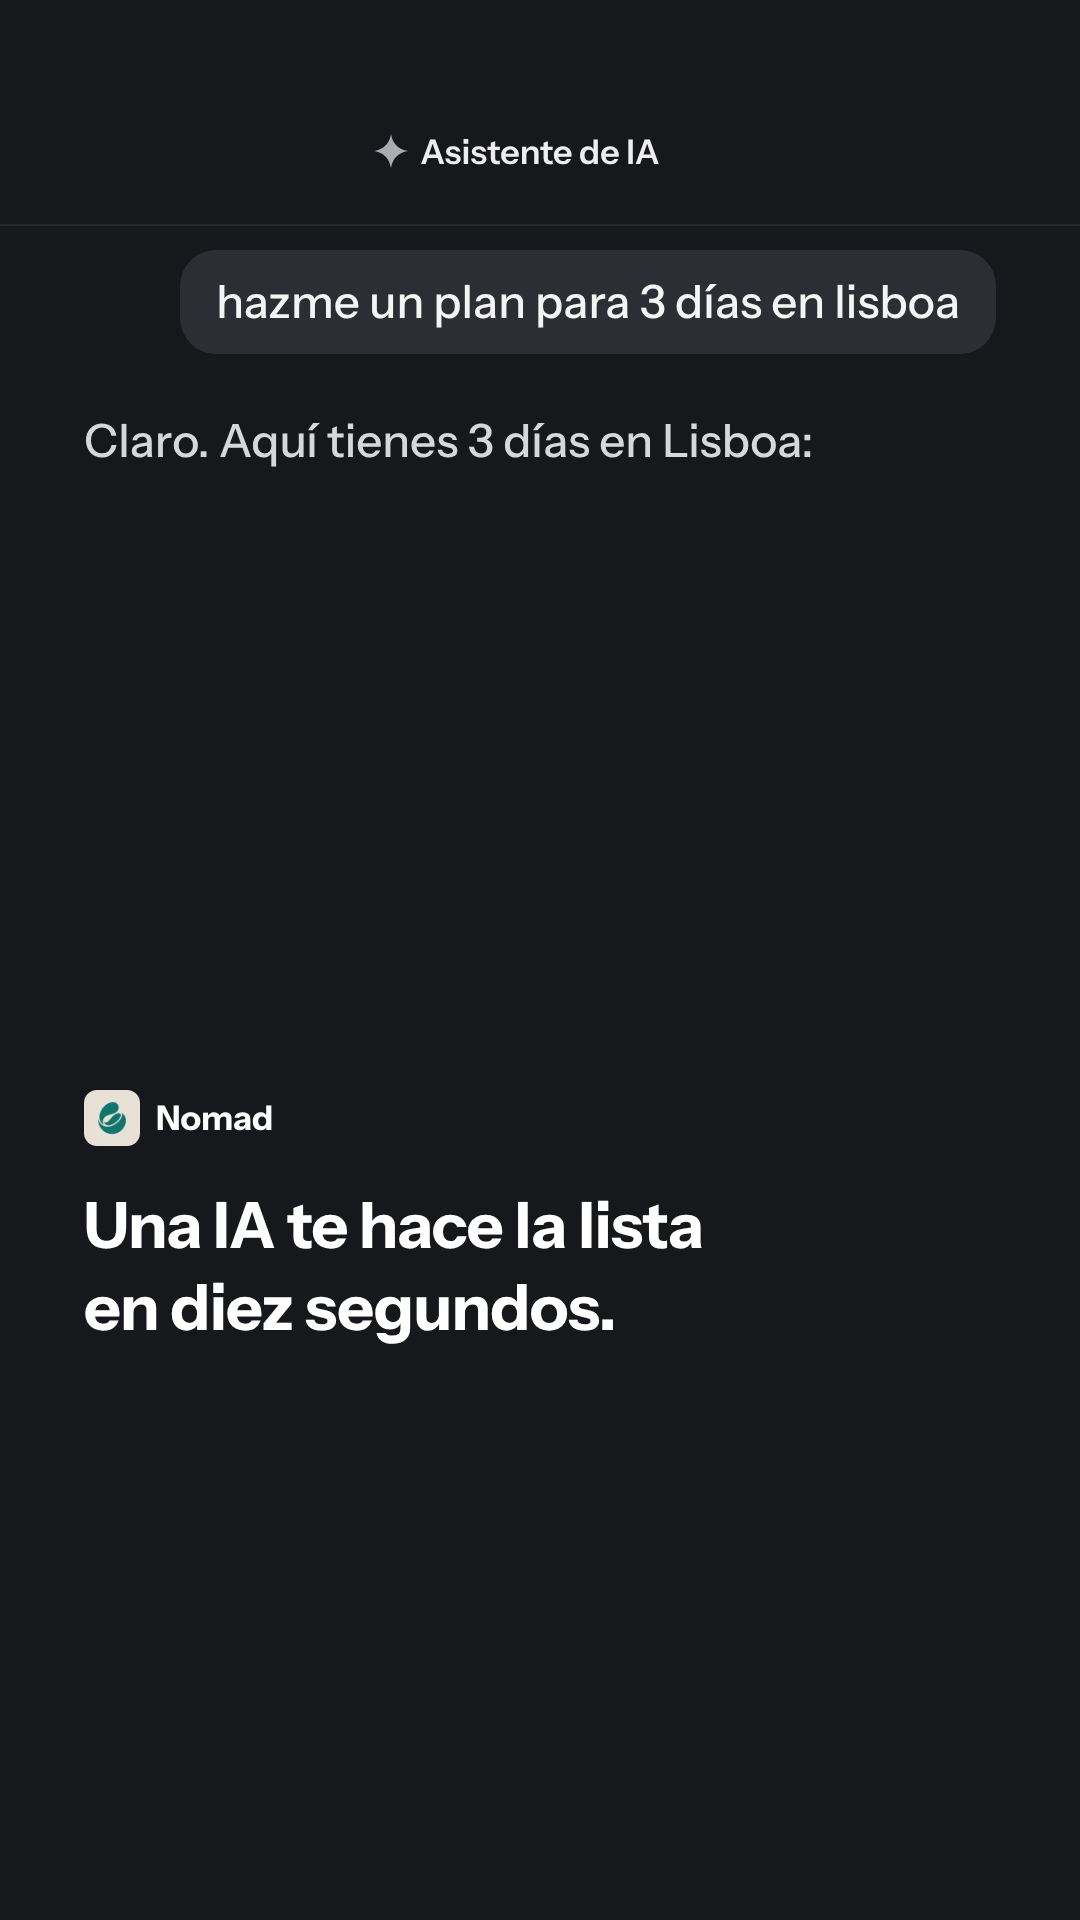 Asistente de IA
hazme un plan para 3 días en lisboa
Claro. Aquí tienes 3 días en Lisboa:
Nomad
Una IA te hace la lista
en diez segundos.